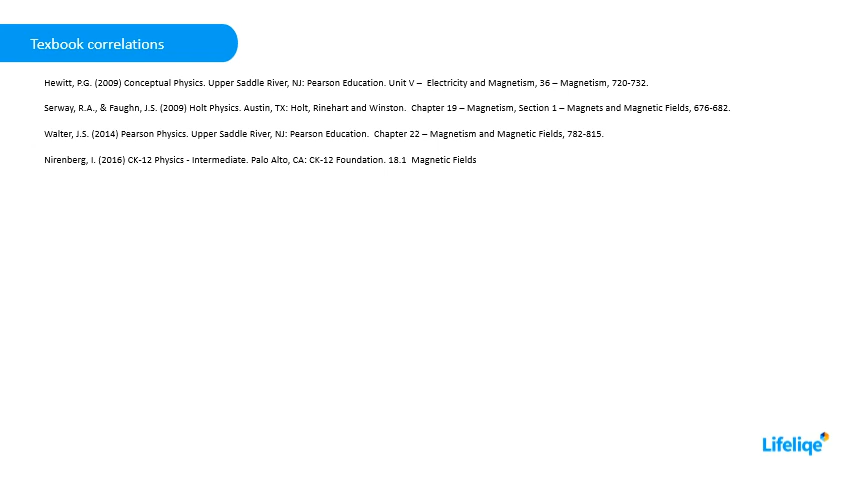 Texbook correlations
Hewitt, P.G. (2009) Conceptual Physics. Upper Saddle River, NJ: Pearson Education. Unit V – Electricity and Magnetism, 36 – Magnetism, 720-732.
Serway, R.A., & Faughn, J.S. (2009) Holt Physics. Austin, TX: Holt, Rinehart and Winston. Chapter 19 – Magnetism, Section 1 – Magnets and Magnetic Fields, 676-682.
Walter, J.S. (2014) Pearson Physics. Upper Saddle River, NJ: Pearson Education. Chapter 22 – Magnetism and Magnetic Fields, 782-815.
Nirenberg, I. (2016) CK-12 Physics - Intermediate. Palo Alto, CA: CK-12 Foundation. 18.1 Magnetic Fields
Lifeliqe